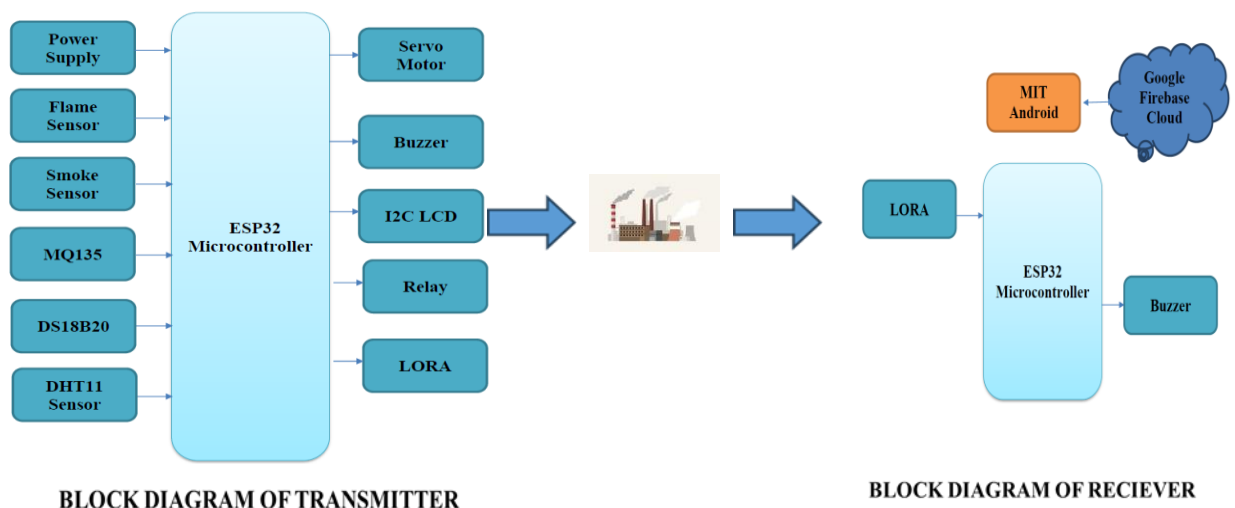 Power
Supply
Flame
Sensor
Smoke
Sensor
MQ135
DS18B20
DHT11
Sensor
ESP32
Microcontroller
Servo
Motor
Buzzer
I2C LCD
Relay
LORA
BLOCK DIAGRAM OF TRANSMITTER
MIT
Android
Google
Firebase
Cloud
LORA
ESP32
Microcontroller
Buzzer
BLOCK DIAGRAM OF RECIEVER